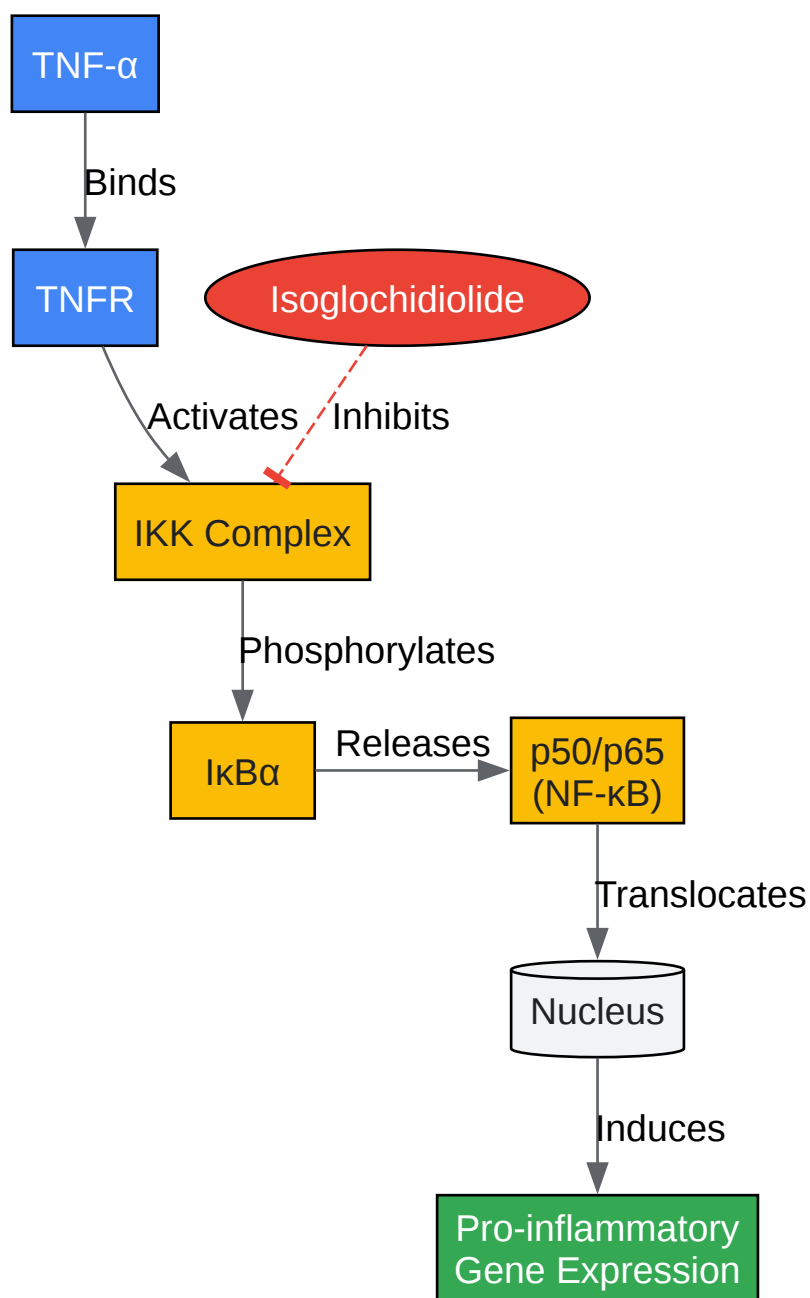 TNF-α
Binds
TNFR
Isoglochidiolide
Activates
Inhibits
IKK Complex
Phosphorylates
IκBα
Releases
p50/p65
(NF-κB)
Translocates
Nucleus
Induces
Pro-inflammatory
Gene Expression